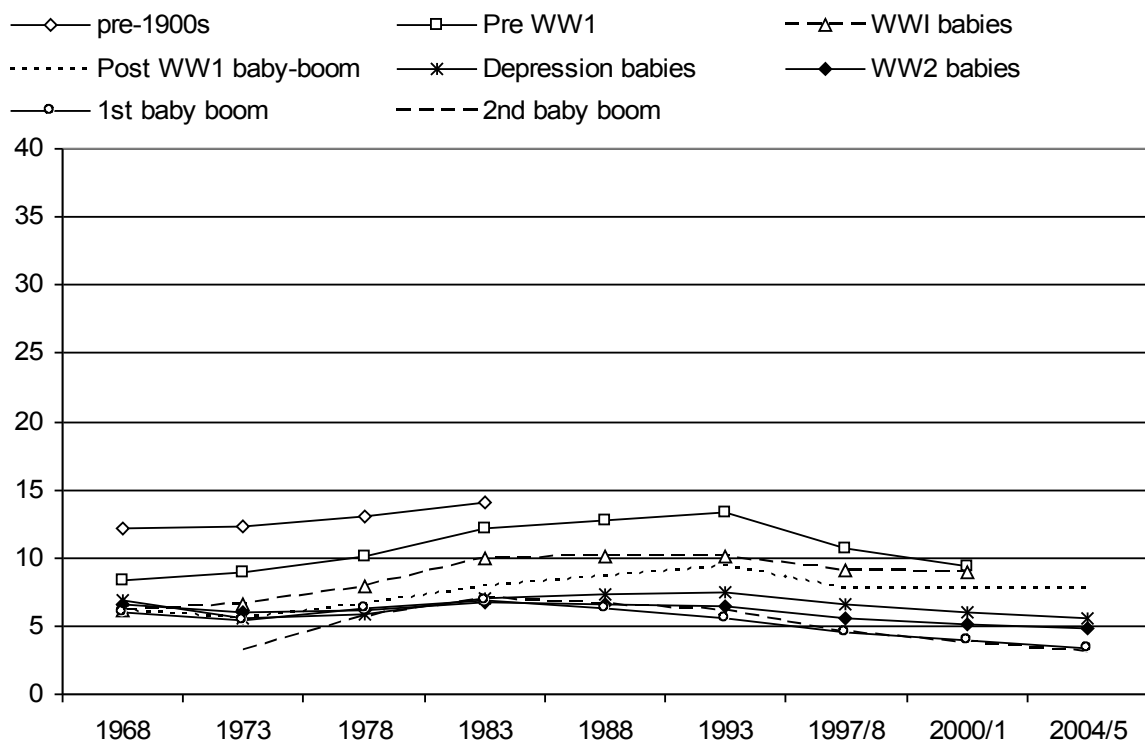 pre-1900s Pre WW1 WWI babies
Post WW1 baby-boom Depression babies WW2 babies
1st baby boom 2nd baby boom
40
35
30
25
20
15
10
5
0
1968 1973 1978 1983 1988 1993 1997/8 2000/1 2004/5